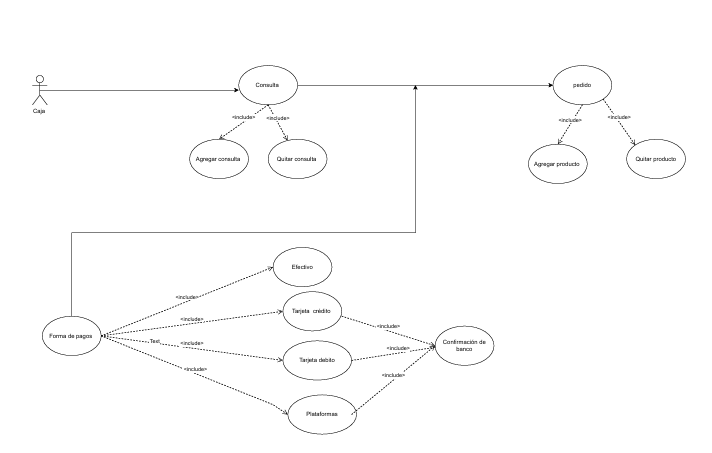 Consulta
pedido
Caja
<include>
<include>
<include>
<include>
Agregar consulta
Quitar consulta
Agregar producto
Quitar producto
Efectivo
<include>
Tarjeta crédito
<include>
<include>
Forma de pagos
Text
<include>
<include>
Confirmación de
banco
Tarjeta debito
<include>
<include>
Plataformas